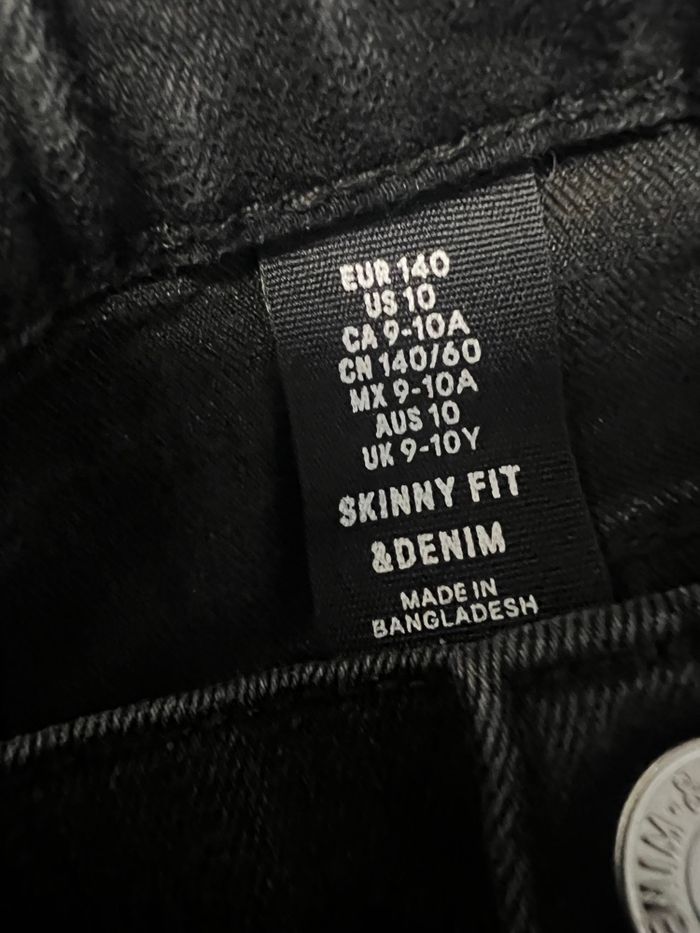 EUR 140
US 10
CA 9-10A
CN 140/60
MX 9-10A
AUS 10
UK 9-10Y
SKINNY FIT
&DENIM
MADE IN
BANGLADESH